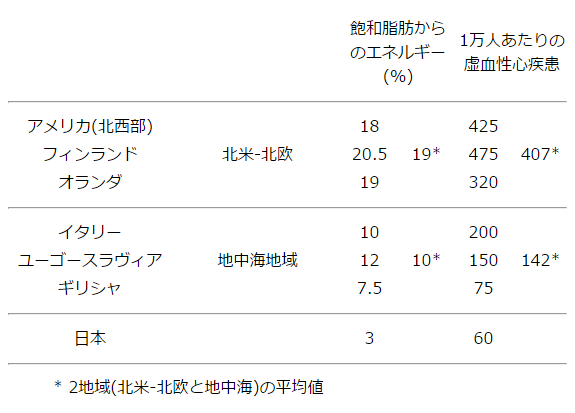 飽和脂肪から 1万人あたりの
のエネルギー 虚血性心疾患
(%)
アメリカ(北西部) 18 425
フィンランド 北米-北欧 20.5 19* 475 407*
オランダ 19 320
イタリー 10 200
ユーゴースラヴィア 地中海地域 12 10* 150 142*
ギリシャ 7.5 75
日本 3 60
* 2地域(北米-北欧と地中海)の平均値